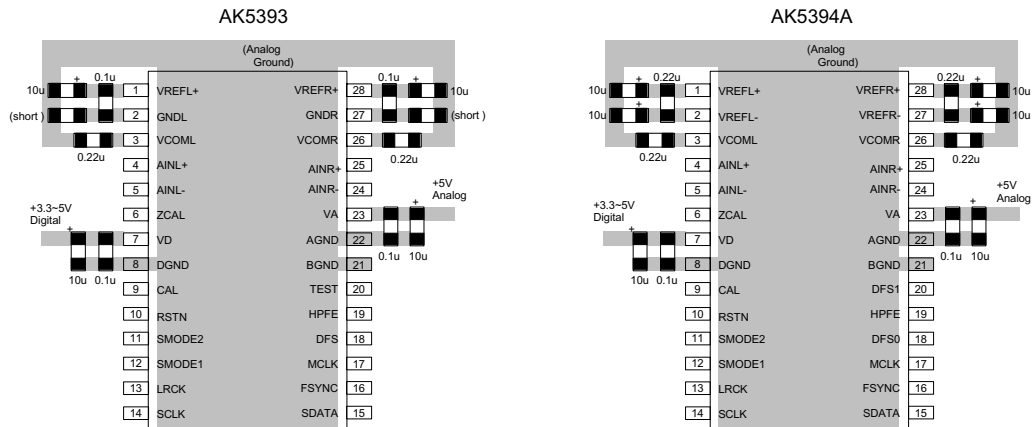 AK5393
(Analog
Ground)
10u
+
0.1u
0.1u
+
10u
1 VREFL+
VREFR+ 28
(short )
2 GNDL
GNDR 27
(short )
3 VCOML
VCOMR 26
0.22u
0.22u
4 AINL+
AINR+ 25
5 AINL-
AINR- 24
+5V
Analog
+
6 ZCAL
VA 23
+3.3~5V
Digital
+
7 VD
AGND 22
0.1u
10u
8 DGND
BGND 21
10u
0.1u
9 CAL
TEST 20
10 RSTN
HPFE 19
11 SMODE2
DFS 18
12 SMODE1
MCLK 17
13 LRCK
FSYNC 16
14 SCLK
SDATA 15
AK5394A
(Analog
Ground)
10u
+
0.22u
0.22u
+
10u
1 VREFL+
VREFR+ 28
10u
+
2 VREFL-
VREFR- 27
+
10u
3 VCOML
VCOMR 26
0.22u
0.22u
4 AINL+
AINR+ 25
5 AINL-
AINR- 24
+5V
Analog
+
6 ZCAL
VA 23
+3.3~5V
Digital
+
7 VD
AGND 22
0.1u
10u
8 DGND
BGND 21
10u
0.1u
9 CAL
DFS1 20
10 RSTN
HPFE 19
11 SMODE2
DFS0 18
12 SMODE1
MCLK 17
13 LRCK
FSYNC 16
14 SCLK
SDATA 15